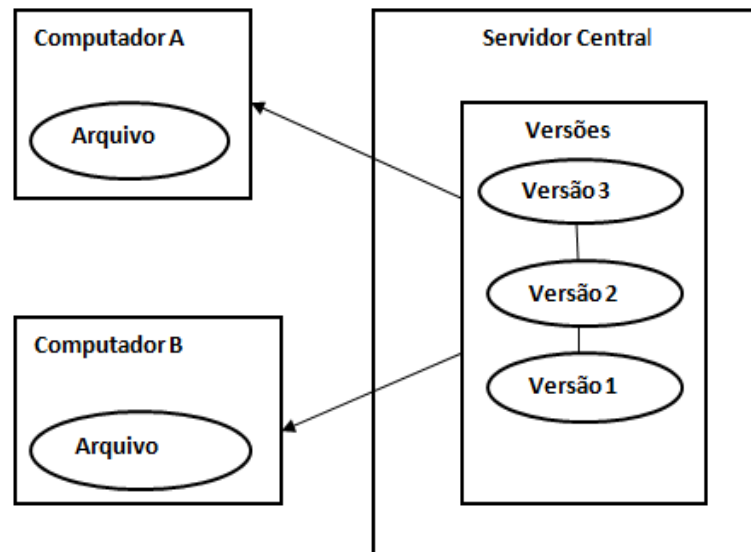 Computador A
Arquivo
Computador B
Arquivo
Servidor Central
Versões
Versão 3
Versão 2
Versão 1